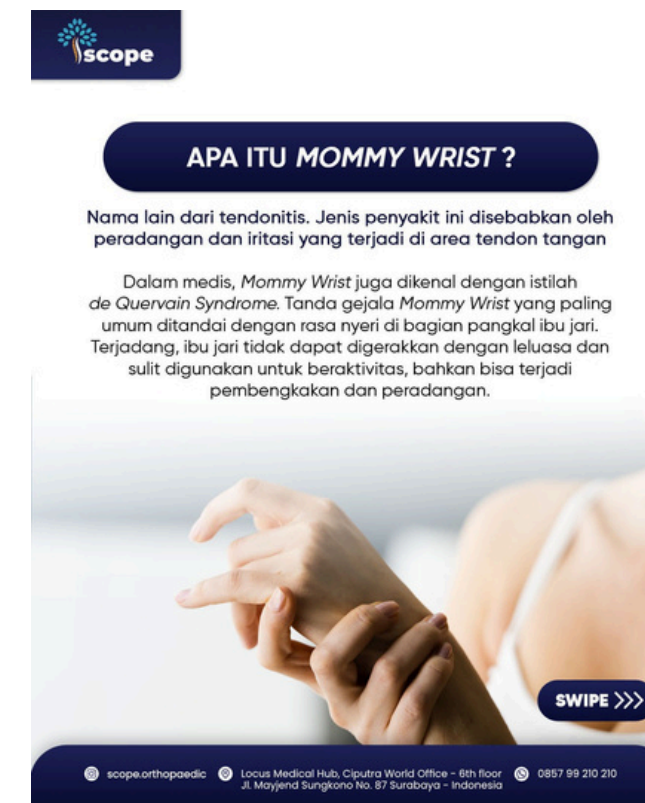 scope
APA ITU MOMMY WRIST ?
Nama lain dari tendonitis. Jenis penyakit ini disebabkan oleh
peradangan dan iritasi yang terjadi di area tendon tangan
Dalam medis, Mommy Wrist juga dikenal dengan istilah
de Quervain Syndrome. Tanda gejala Mommy Wrist yang paling
umum ditandai dengan rasa nyeri di bagian pangkal ibu jari.
Terjadang, ibu jari tidak dapat digerakkan dengan leluasa dan
sulit digunakan untuk beraktivitas, bahkan bisa terjadi
pembengkakan dan peradangan.
SWIPE >>>
scope.orthopaedic
Locus Medical Hub, Ciputra World Office - 6th floor
Jl. Mayjend Sungkono No. 87 Surabaya - Indonesia
0857 99 210 210